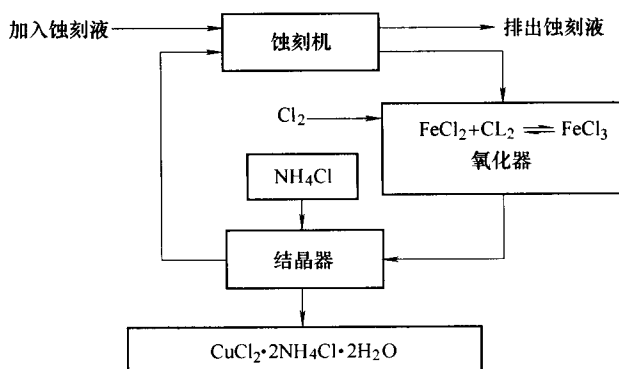 加入蚀刻液
蚀刻机
排出蚀刻液
Cl₂
FeCl₂+CL₂ ⇌ FeCl₃
氧化器
NH₄Cl
结晶器
CuCl₂·2NH₄Cl·2H₂O